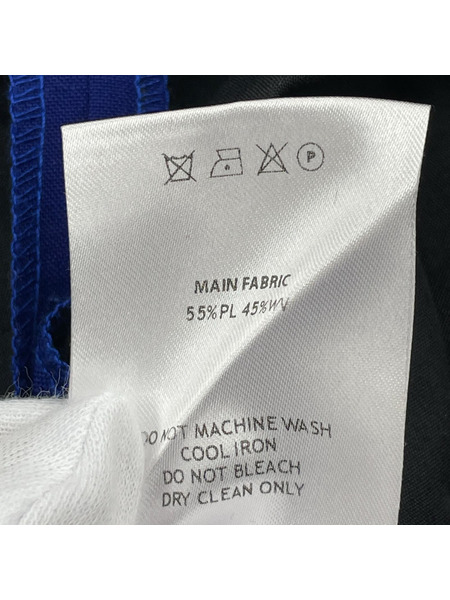 P
MAIN FABRIC
55%PL 45%WV
DO NOT MACHINE WASH
COOL IRON
DO NOT BLEACH
DRY CLEAN ONLY